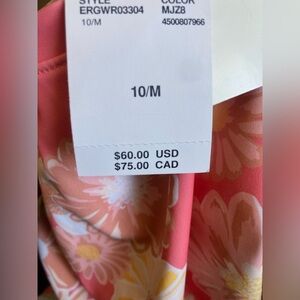 STYLE COLOR
ERGWR03304 MJZ8
10/M 4500807966
10/M
$60.00 USD
$75.00 CAD